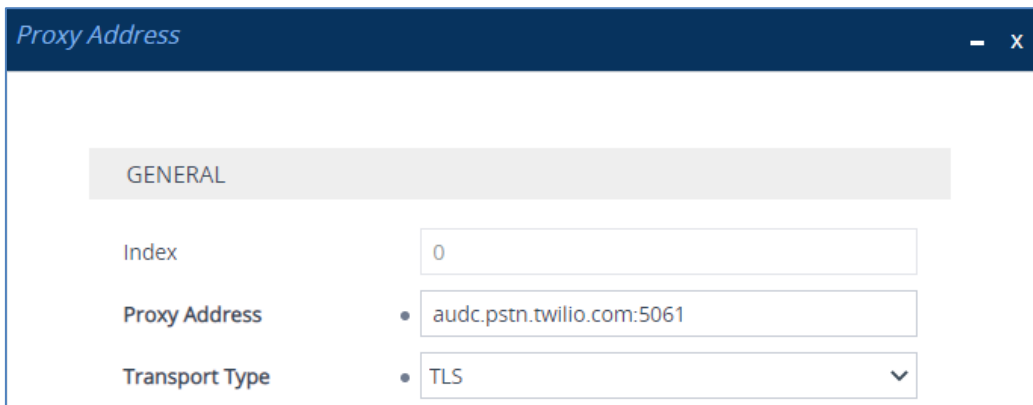 Proxy Address - x
GENERAL
Index 0
Proxy Address • audc.pstn.twilio.com:5061
Transport Type • TLS